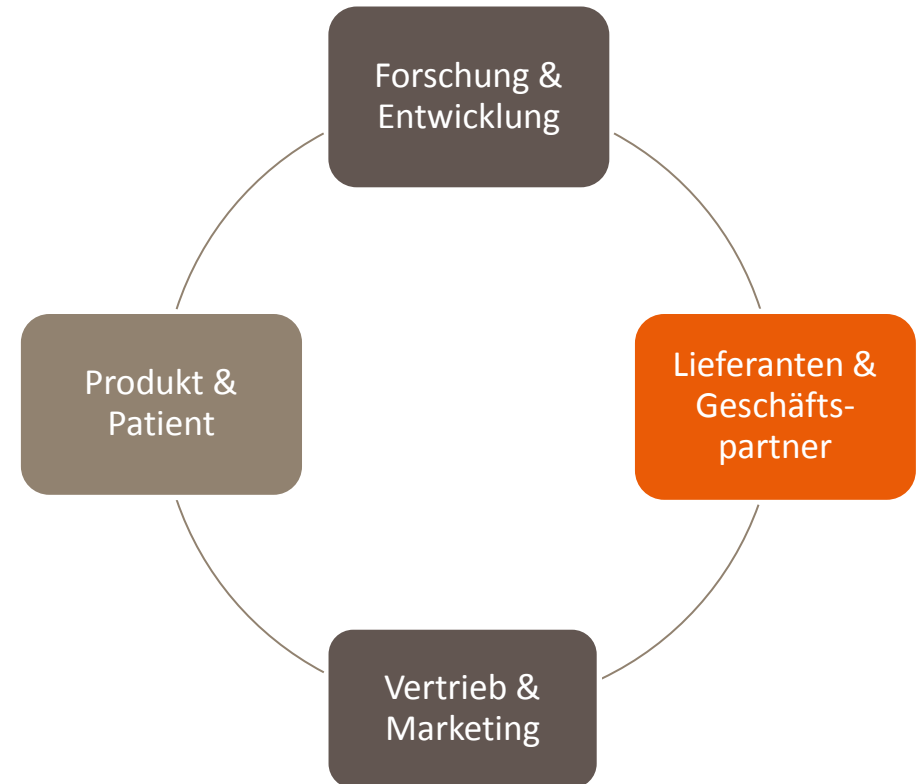 Forschung &
Entwicklung
Produkt &
Patient
Lieferanten &
Geschäfts-
partner
Vertrieb &
Marketing